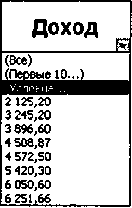 Доход
(Все)
(Первые 10...)
Условие...
2 125,20
3 245,20
3 896,60
4 508,87
4 572,50
5 420,30
6 050,60
6 251,66